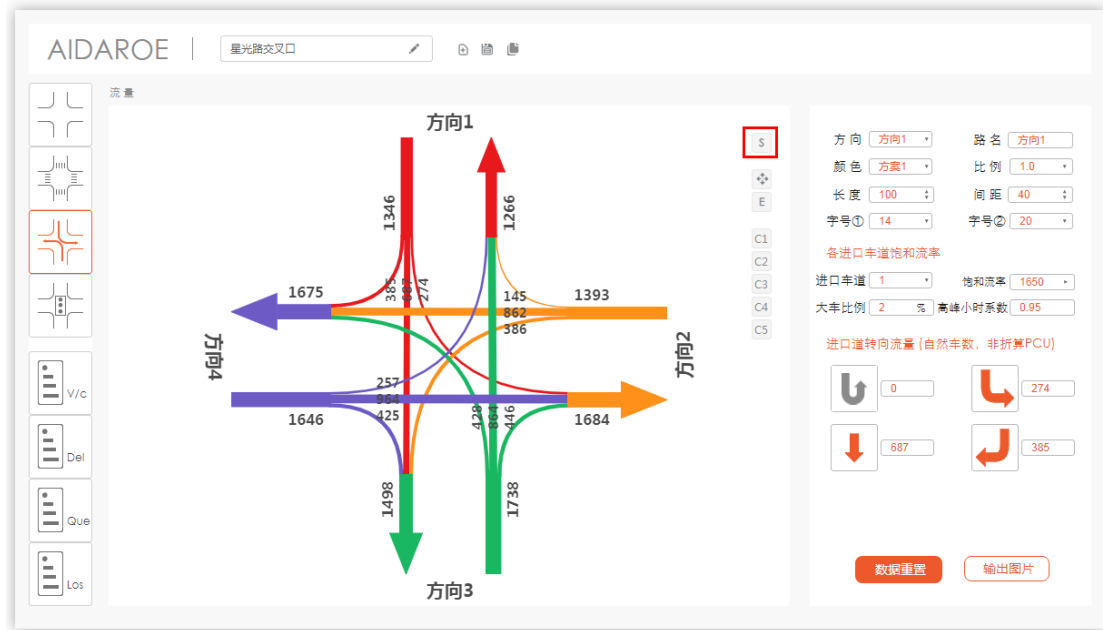 AIDAROE
星光路交叉口
流量
方向1
S
E
C1
C2
C3
C4
C5
1346
1266
385
687
274
1675
145
862
386
1393
方向4
方向2
257
964
425
1646
428
864
446
1684
1498
1738
方向3
V/c
Del
Que
Los
方向 方向1 路名 方向1
颜色 方案1 比例 1.0
长度 100 间距 40
字号① 14 字号② 20
各进口车道饱和流率
进口车道 1 饱和流率 1650
大车比例 2 % 高峰小时系数 0.95
进口道转向流量 (自然车数, 非折算PCU)
0 274
687 385
数据重置 输出图片